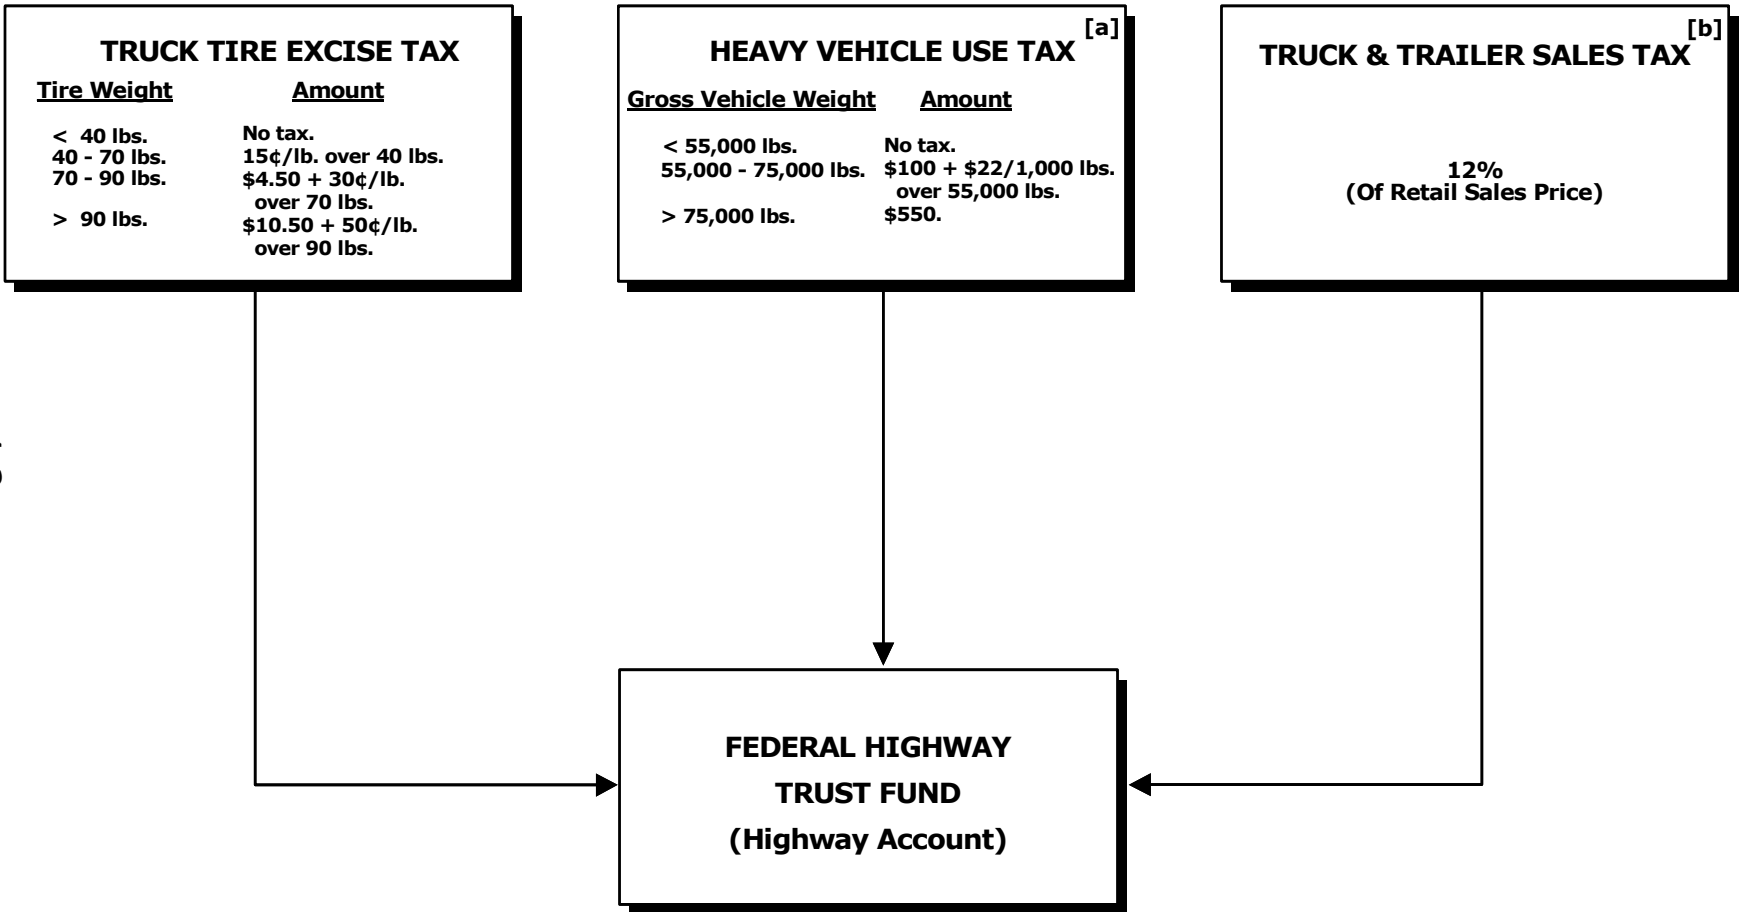 [a]
[b]
TRUCK TIRE EXCISE TAX
Tire Weight Amount
< 40 lbs. No tax.
40 - 70 lbs. 15¢/lb. over 40 lbs.
70 - 90 lbs. $4.50 + 30¢/lb.
over 70 lbs.
> 90 lbs. $10.50 + 50¢/lb.
over 90 lbs.
HEAVY VEHICLE USE TAX
Gross Vehicle Weight Amount
< 55,000 lbs. No tax.
55,000 - 75,000 lbs. $100 + $22/1,000 lbs.
over 55,000 lbs.
> 75,000 lbs. $550.
TRUCK & TRAILER SALES TAX
12%
(Of Retail Sales Price)
FEDERAL HIGHWAY
TRUST FUND
(Highway Account)